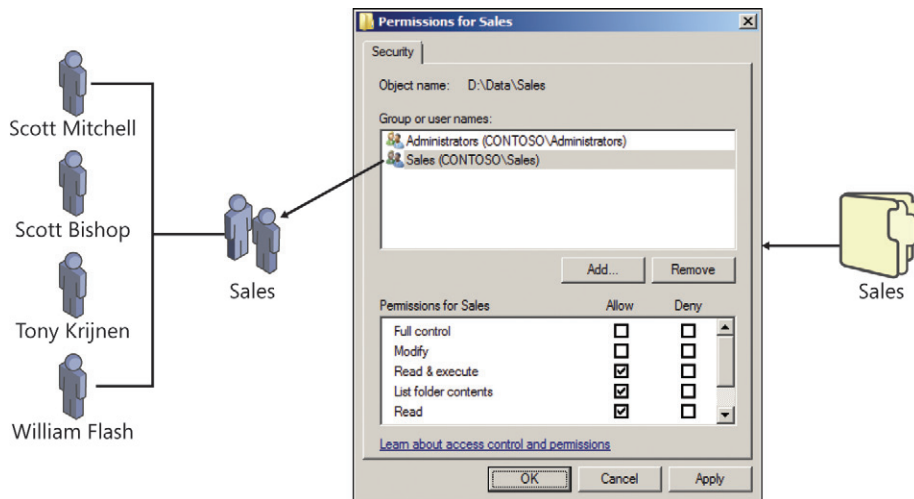 Scott Mitchell
Scott Bishop
Tony Krijnen
William Flash
Sales
Permissions for Sales
Security
Object name: D:\Data\Sales
Group or user names:
Administrators (CONTOSO\Administrators)
Sales (CONTOSO\Sales)
Add... Remove
Permissions for Sales Allow Deny
Full control
Modify
Read & execute
List folder contents
Read
Learn about access control and permissions
OK Cancel Apply
Sales